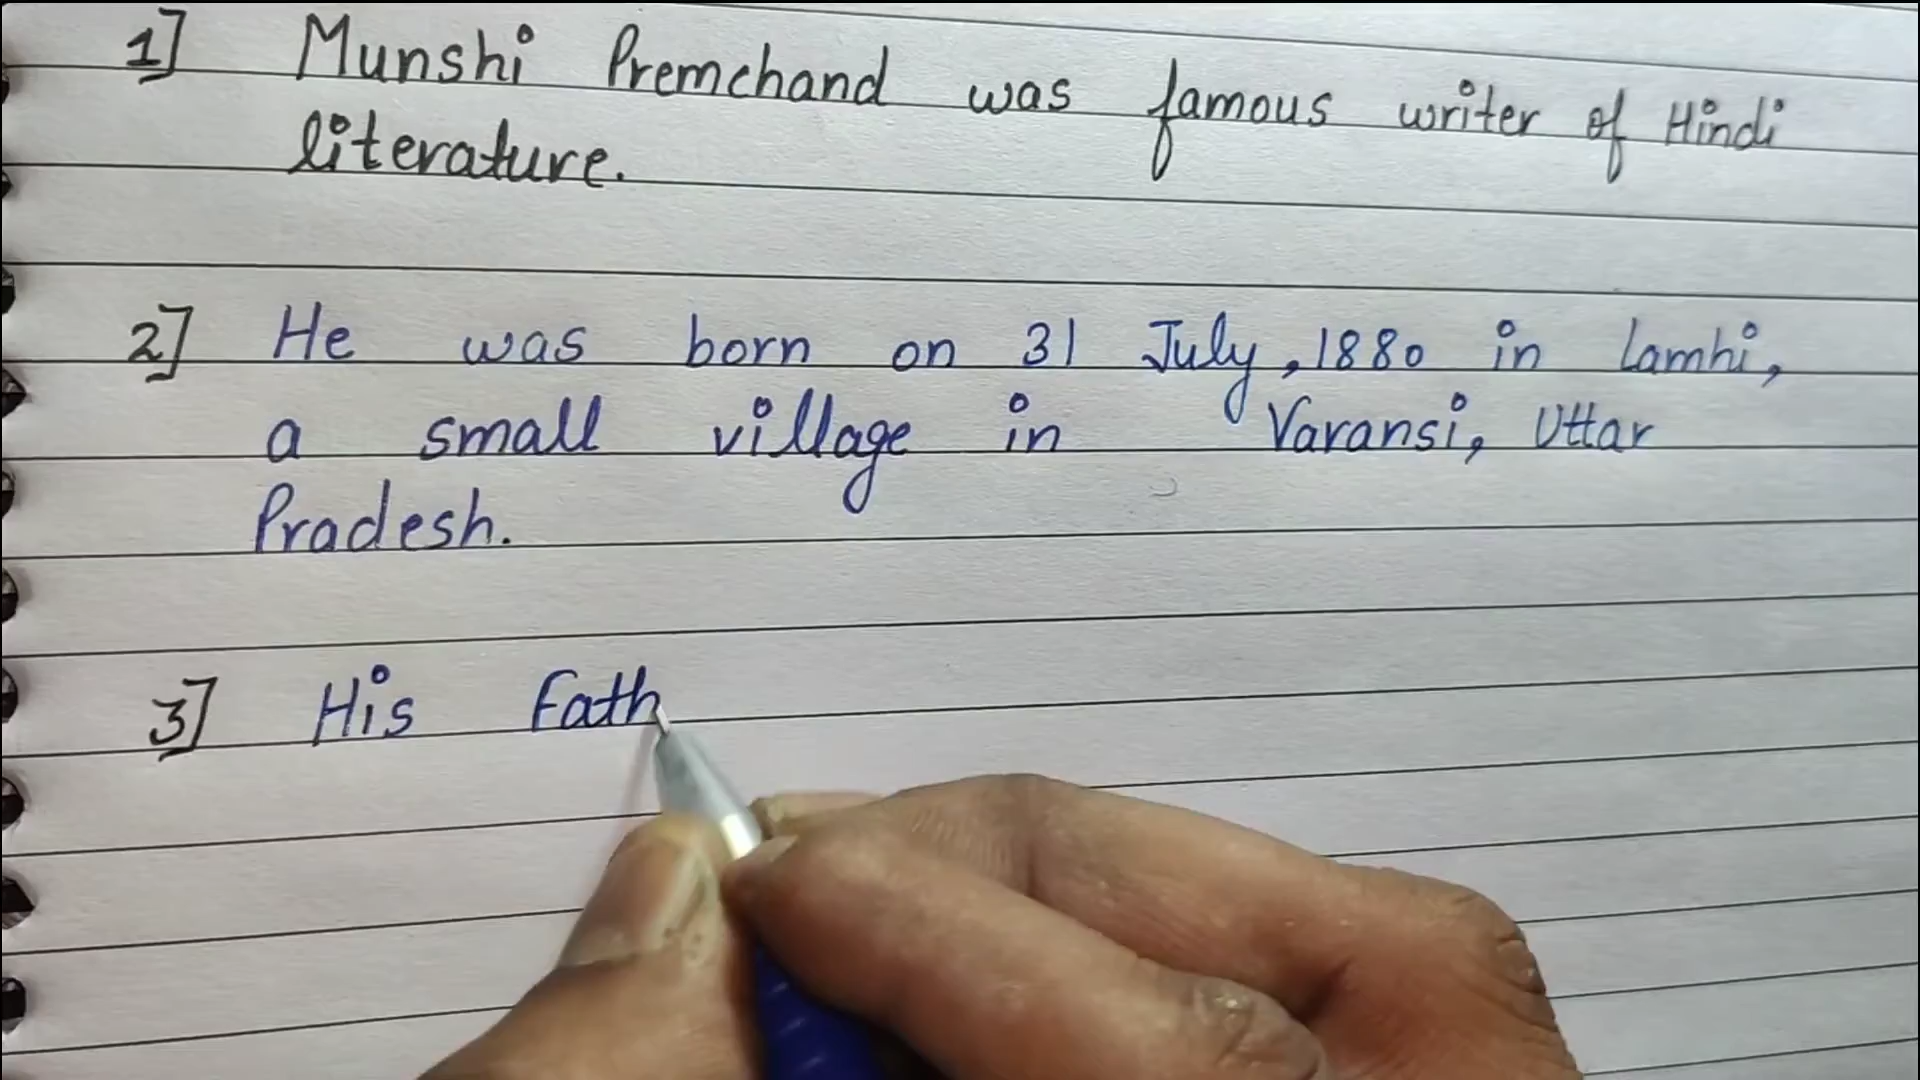 1] Munshi Premchand was famous writer of Hindi
literature.
2] He was born on 31 July, 1880 in Lamhi,
a small village in Varansi, Uttar
Pradesh.
3] His Fath